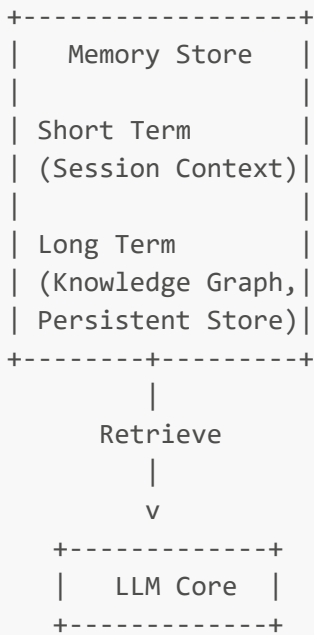 +------------------+
|   Memory Store   |
|                  |
| Short Term       |
| (Session Context)|
|                  |
| Long Term        |
| (Knowledge Graph,|
| Persistent Store)|
+--------+---------+
         |
      Retrieve
         |
         v
   +-------------+
   |   LLM Core  |
   +-------------+